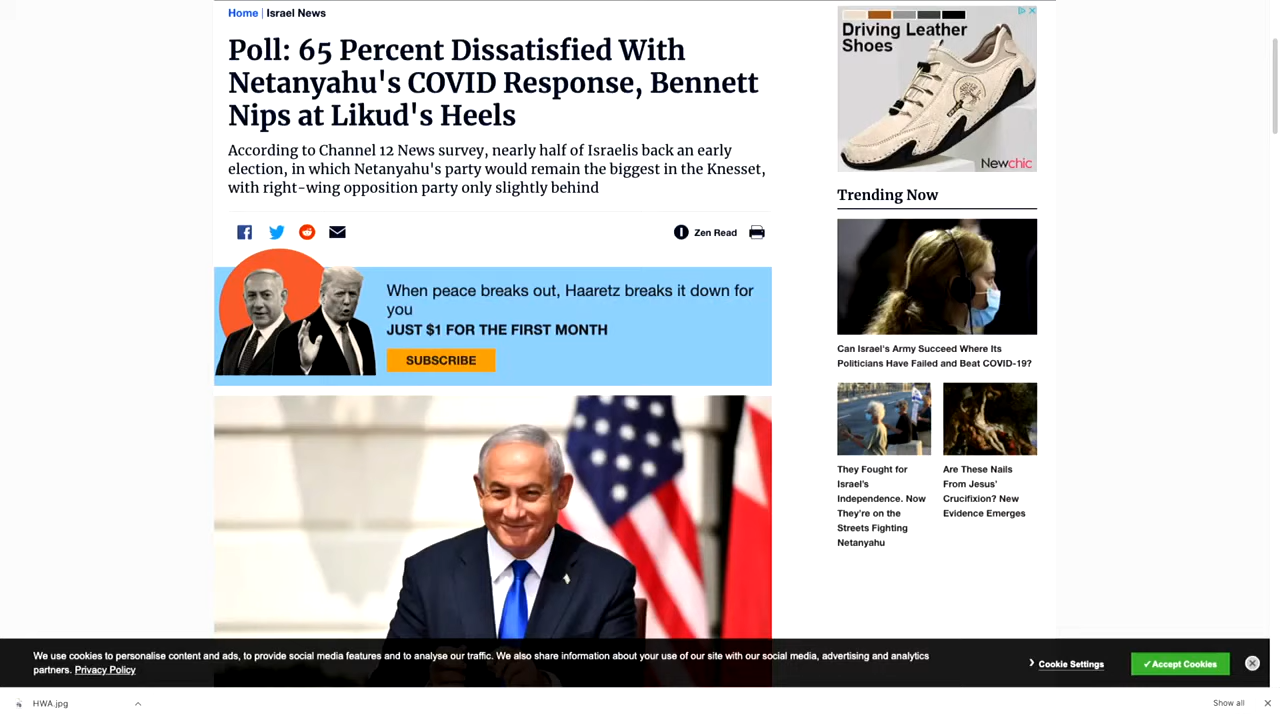 Home | Israel News
Poll: 65 Percent Dissatisfied With
Netanyahu's COVID Response, Bennett
Nips at Likud's Heels
According to Channel 12 News survey, nearly half of Israelis back an early
election, in which Netanyahu's party would remain the biggest in the Knesset,
with right-wing opposition party only slightly behind
Zen Read
When peace breaks out, Haaretz breaks it down for
you
JUST $1 FOR THE FIRST MONTH
SUBSCRIBE
Driving Leather
Shoes
Newchic
Trending Now
Can Israel's Army Succeed Where Its
Politicians Have Failed and Beat COVID-19?
They Fought for
Israel's
Independence. Now
They're on the
Streets Fighting
Netanyahu
Are These Nails
From Jesus'
Crucifixion? New
Evidence Emerges
We use cookies to personalise content and ads, to provide social media features and to analyse our traffic. We also share information about your use of our site with our social media, advertising and analytics
partners. Privacy Policy
Cookie Settings
✓Accept Cookies
HWA.jpg
Show all